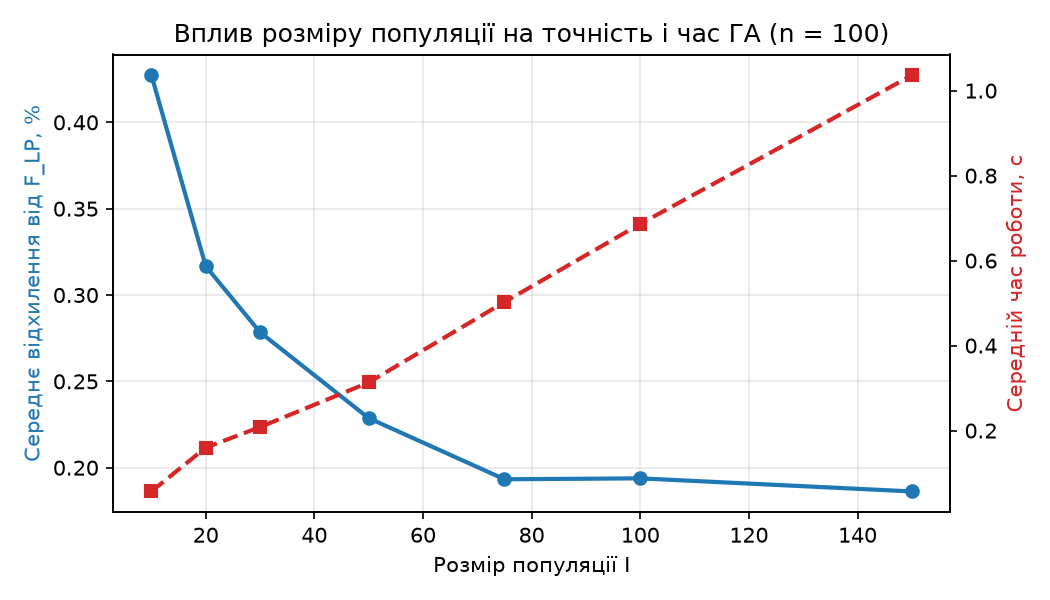 Вплив розміру популяції на точність і час ГА (n = 100)
Середнє відхилення від F_LP, %
0.40
0.35
0.30
0.25
0.20
1.0
0.8
0.6
0.4
0.2
Середній час роботи, с
20 40 60 80 100 120 140
Розмір популяції I